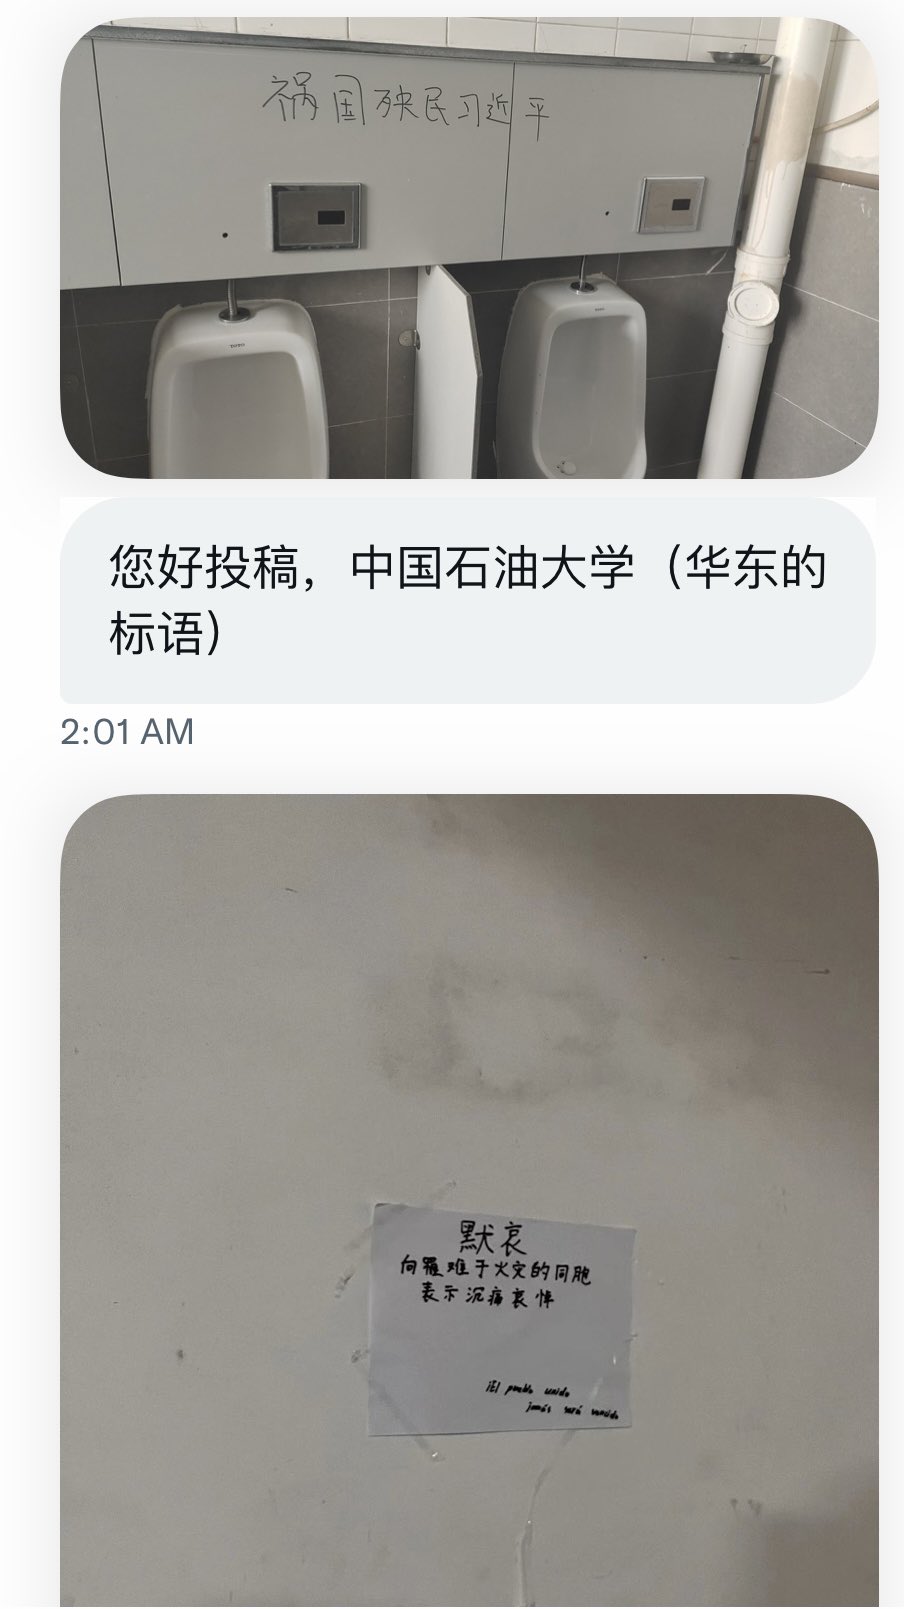 祸国殃民习近平
TOTO
您好投稿，中国石油大学（华东的
标语）
2:01 AM
默哀
向罹难于火灾的同胞
表示沉痛哀悼
¡El pueblo unido
jamás será vencido